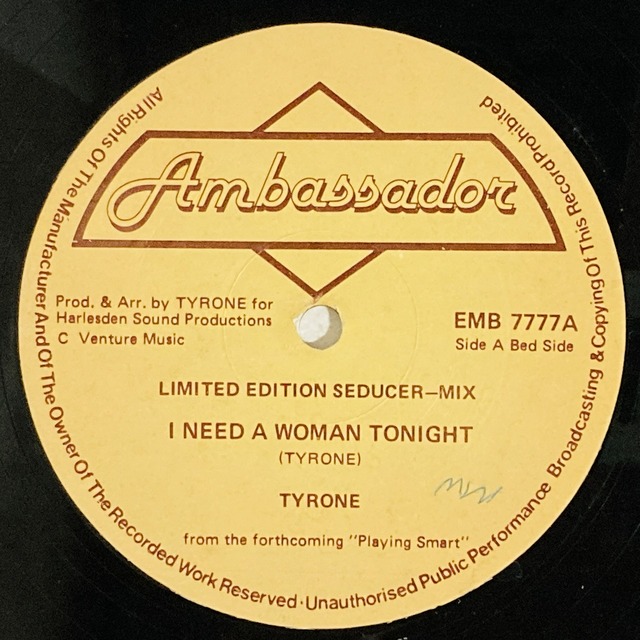 Ambassador
Prod. & Arr. by TYRONE for
Harlesden Sound Productions
C Venture Music
EMB 7777A
Side A Bed Side
LIMITED EDITION SEDUCER—MIX
I NEED A WOMAN TONIGHT
(TYRONE)
TYRONE
from the forthcoming "Playing Smart"
All Rights Of The Manufacturer And Of The Owner Of The Recorded Work Reserved · Unauthorised Public Performance Broadcasting & Copying Of This Record Prohibited